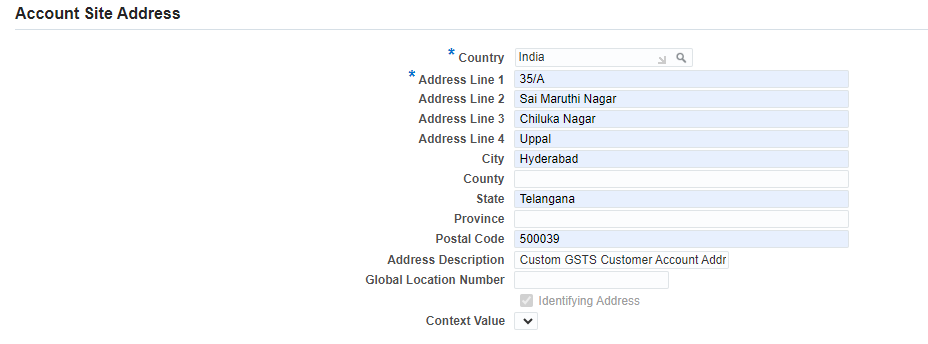 Account Site Address
* Country India
* Address Line 1 35/A
Address Line 2 Sai Maruthi Nagar
Address Line 3 Chiluka Nagar
Address Line 4 Uppal
City Hyderabad
County
State Telangana
Province
Postal Code 500039
Address Description Custom GSTS Customer Account Addr
Global Location Number
Identifying Address
Context Value